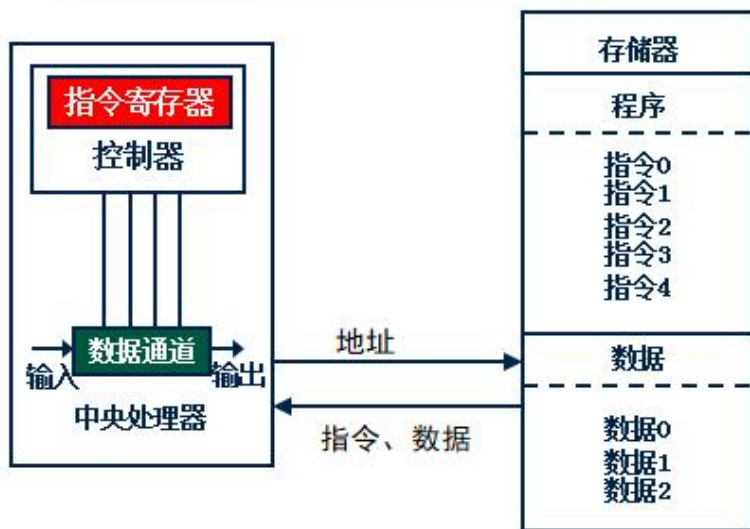 指令寄存器
控制器
数据通道
输入
输出
中央处理器
地址
指令、数据
存储器
程序
指令0
指令1
指令2
指令3
指令4
数据
数据0
数据1
数据2